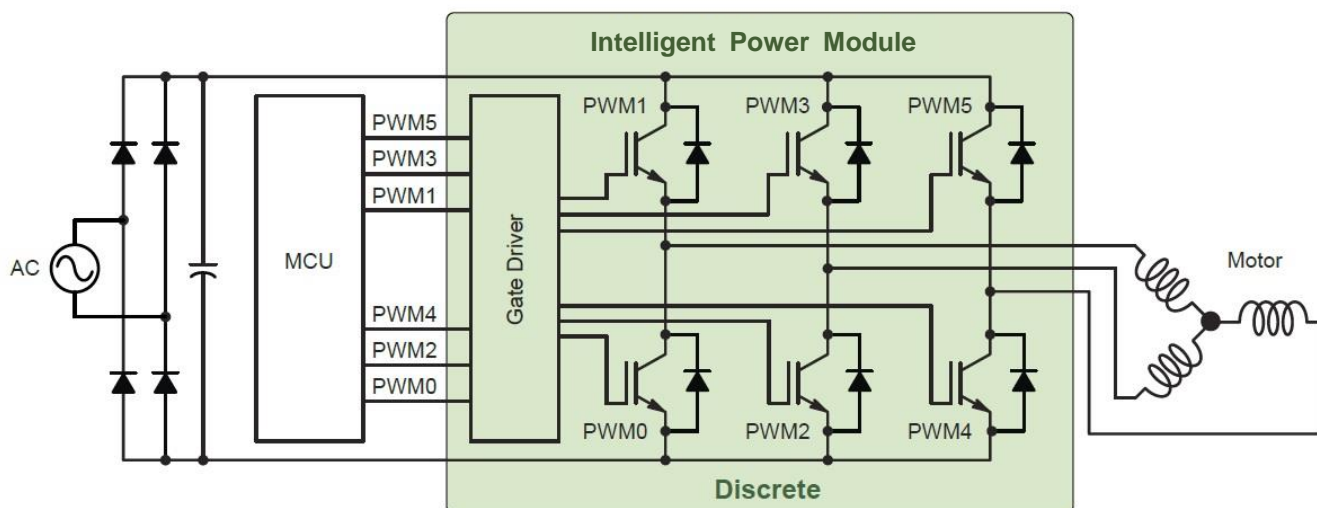 Intelligent Power Module
PWM1
PWM3
PWM5
PWM5
PWM3
PWM1
AC
MCU
Gate Driver
Motor
PWM4
PWM2
PWM0
PWM0
PWM2
PWM4
Discrete